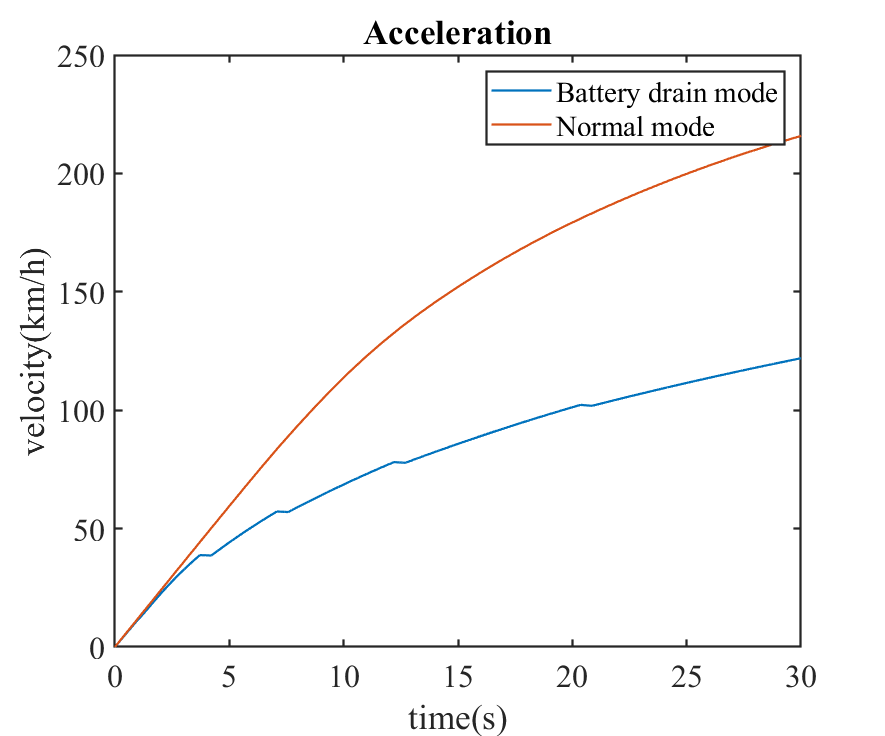 Acceleration
Battery drain mode
Normal mode
velocity(km/h)
250
200
150
100
50
0
0 5 10 15 20 25 30
time(s)